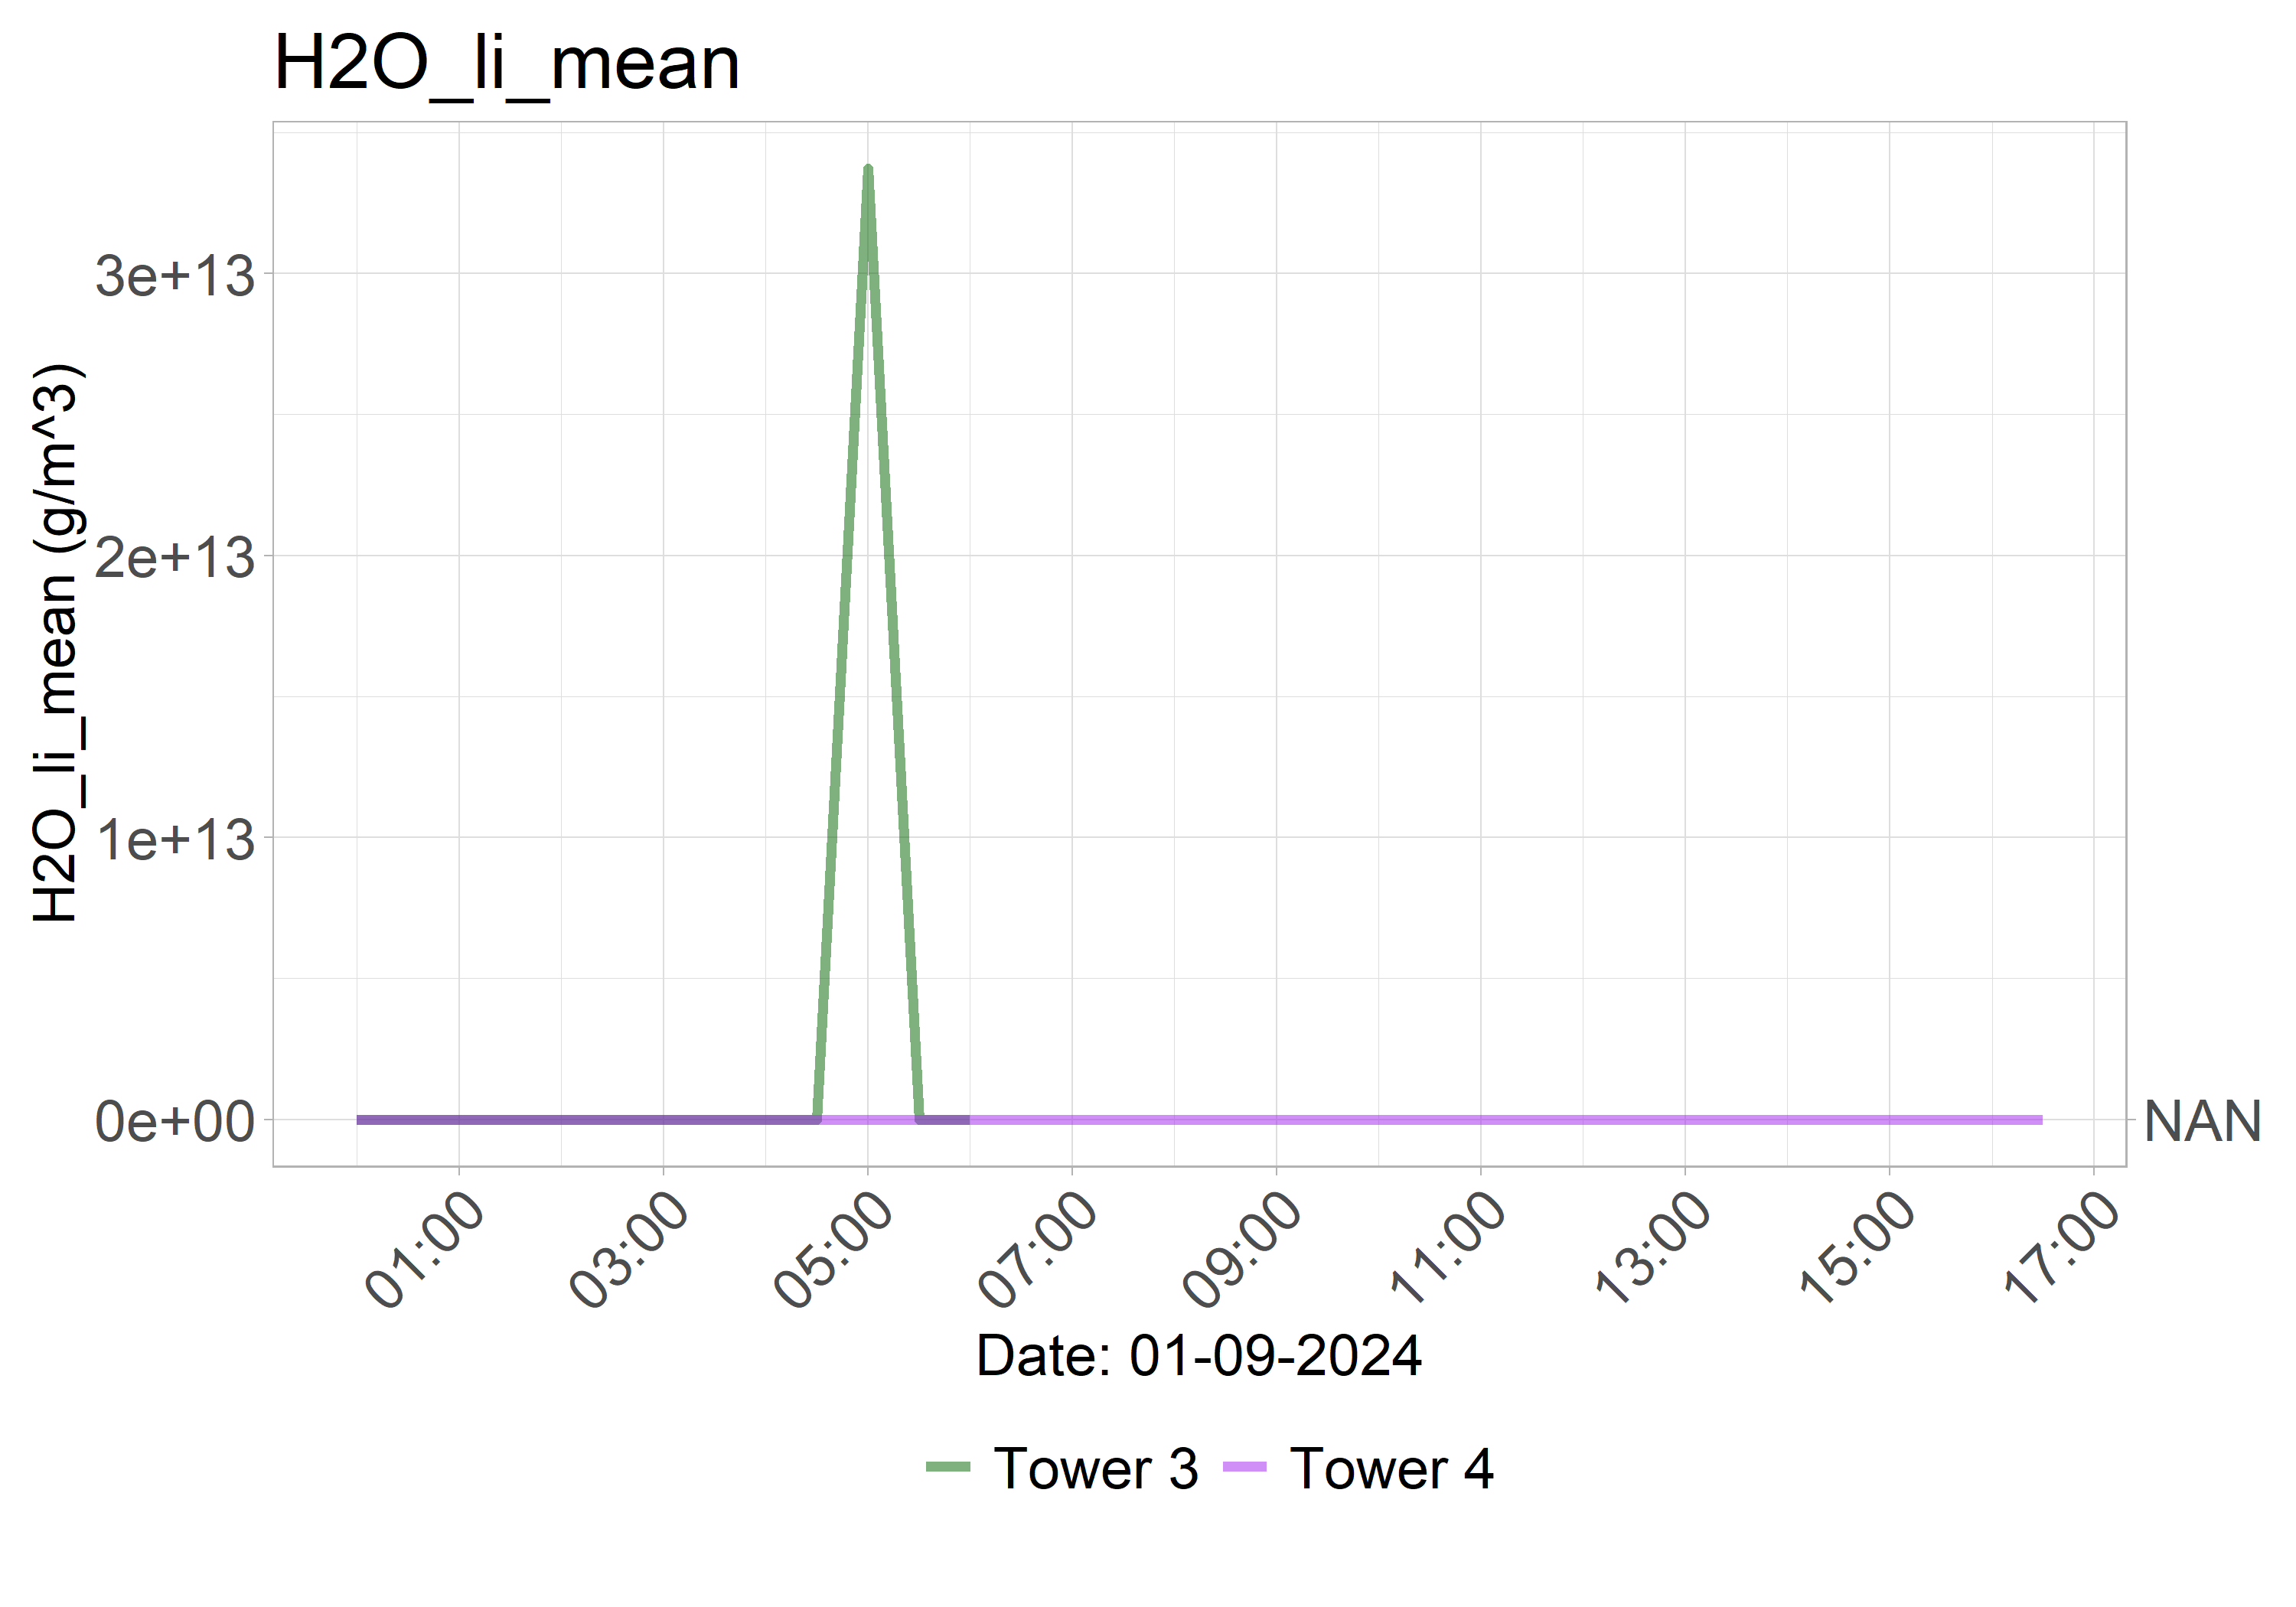 H2O_li_mean
H2O_li_mean (g/m^3)
3e+13
2e+13
1e+13
0e+00
NAN
01:00
03:00
05:00
07:00
09:00
11:00
13:00
15:00
17:00
Date: 01-09-2024
Tower 3
Tower 4